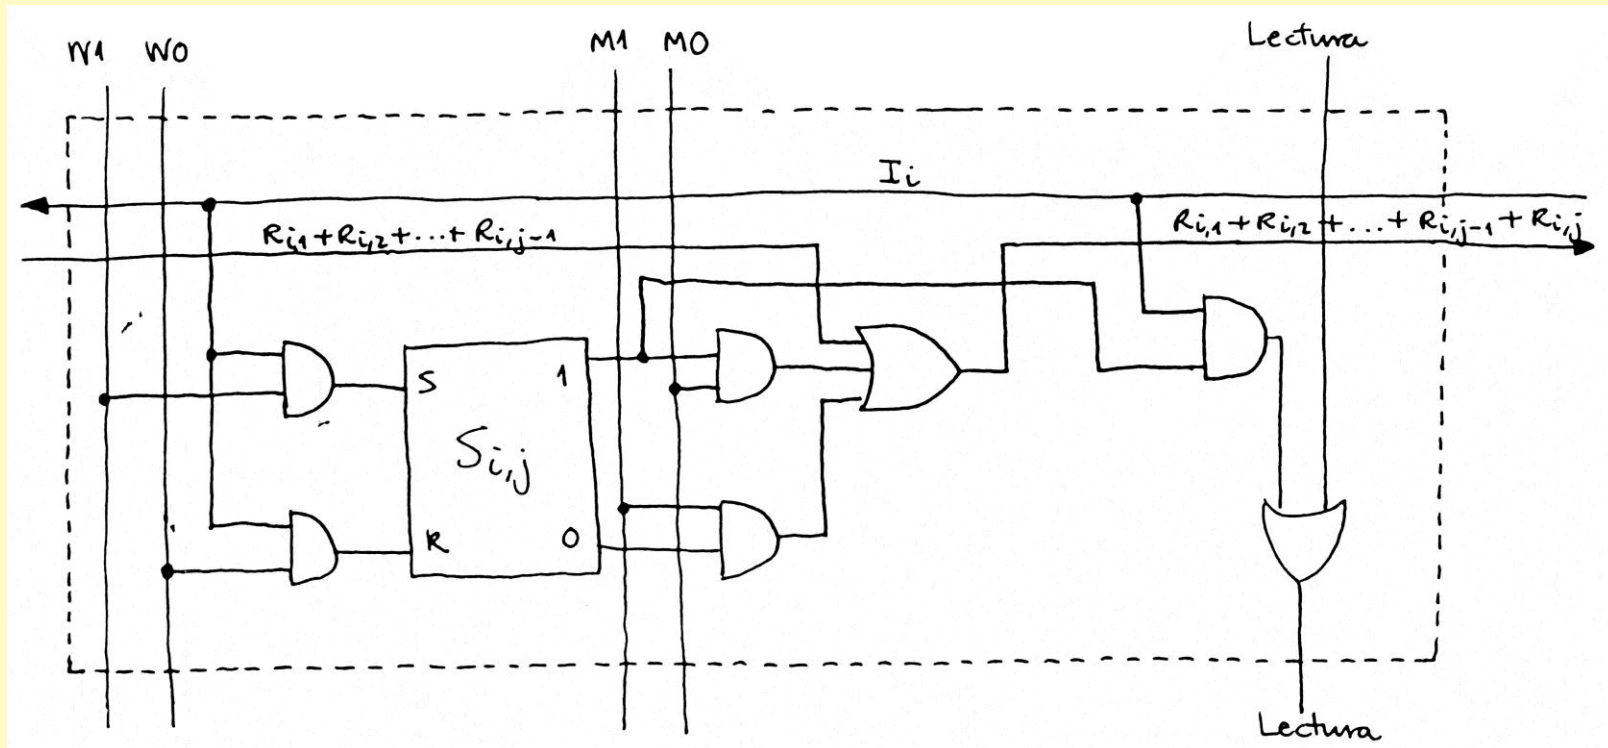 W1 W0 M1 M0 Lectura
Ii
Ri,1+Ri,2+...+Ri,j-1
Ri,1+Ri,2+...+Ri,j-1+Ri,j
S 1
Si,j
R 0
Lectura